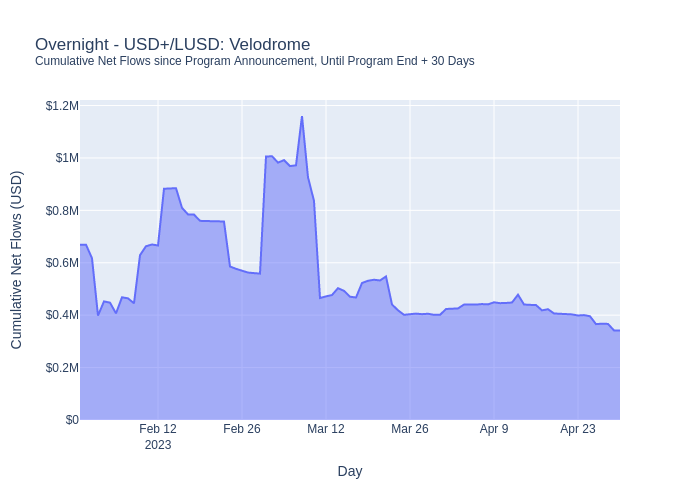 Overnight - USD+/LUSD: Velodrome
Cumulative Net Flows since Program Announcement, Until Program End + 30 Days
Cumulative Net Flows (USD)
$1.2M
$1M
$0.8M
$0.6M
$0.4M
$0.2M
$0
Feb 12
2023
Feb 26
Mar 12
Mar 26
Apr 9
Apr 23
Day